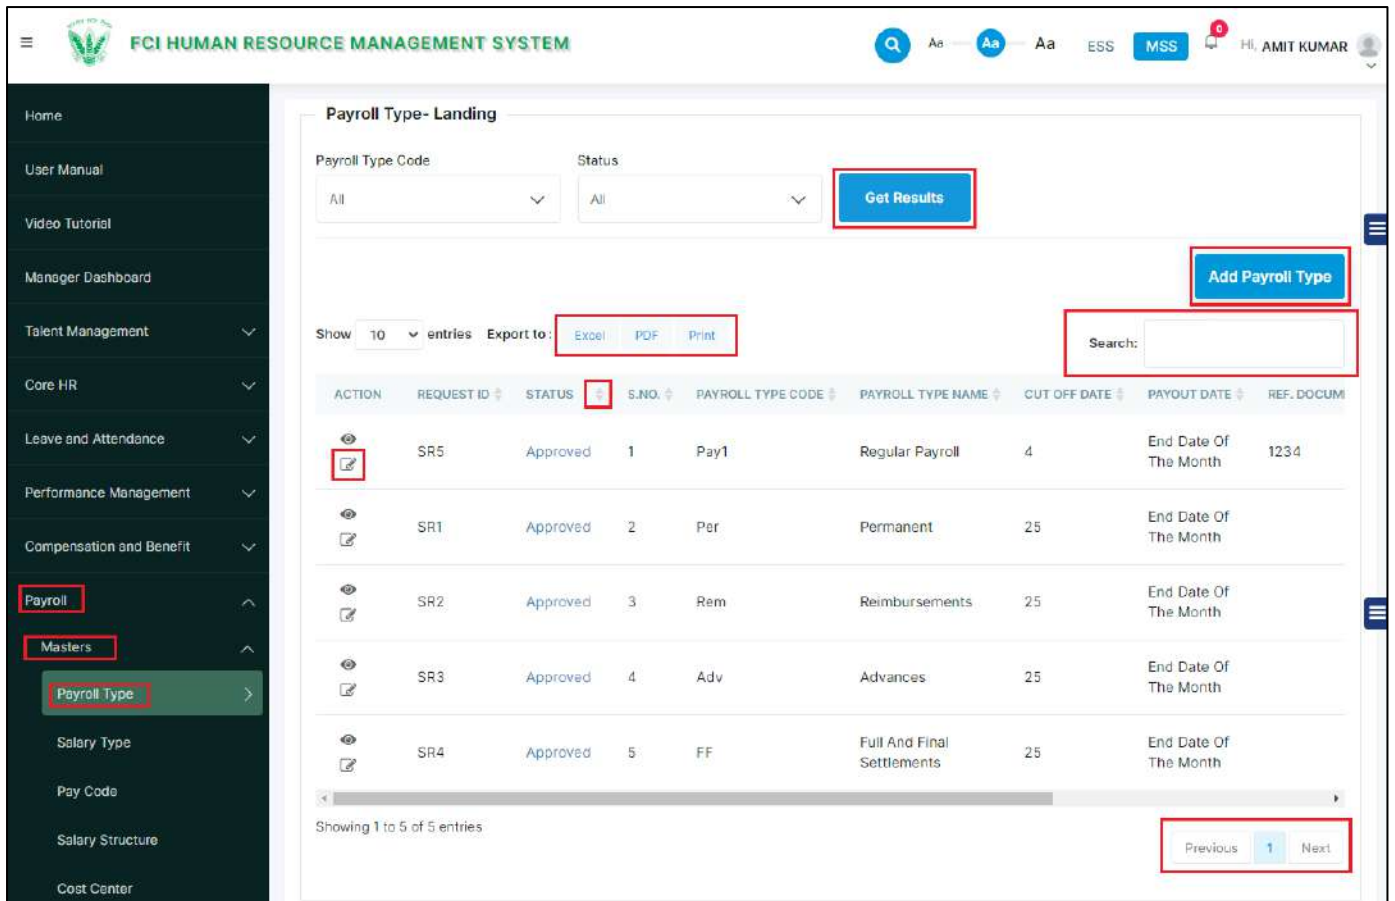 FCI HUMAN RESOURCE MANAGEMENT SYSTEM
Aa Aa Aa ESS MSS 0 Hi, AMIT KUMAR
Home
User Manual
Video Tutorial
Manager Dashboard
Talent Management
Core HR
Leave and Attendance
Performance Management
Compensation and Benefit
Payroll
Masters
Payroll Type
Salary Type
Pay Code
Salary Structure
Cost Center
Payroll Type- Landing
Payroll Type Code Status
All All Get Results
Add Payroll Type
Show 10 entries Export to : Excel PDF Print Search:
ACTION REQUEST ID STATUS S.NO. PAYROLL TYPE CODE PAYROLL TYPE NAME CUT OFF DATE PAYOUT DATE REF. DOCUM
SR5 Approved 1 Pay1 Regular Payroll 4 End Date Of The Month 1234
SR1 Approved 2 Per Permanent 25 End Date Of The Month
SR2 Approved 3 Rem Reimbursements 25 End Date Of The Month
SR3 Approved 4 Adv Advances 25 End Date Of The Month
SR4 Approved 5 FF Full And Final Settlements 25 End Date Of The Month
Showing 1 to 5 of 5 entries
Previous 1 Next